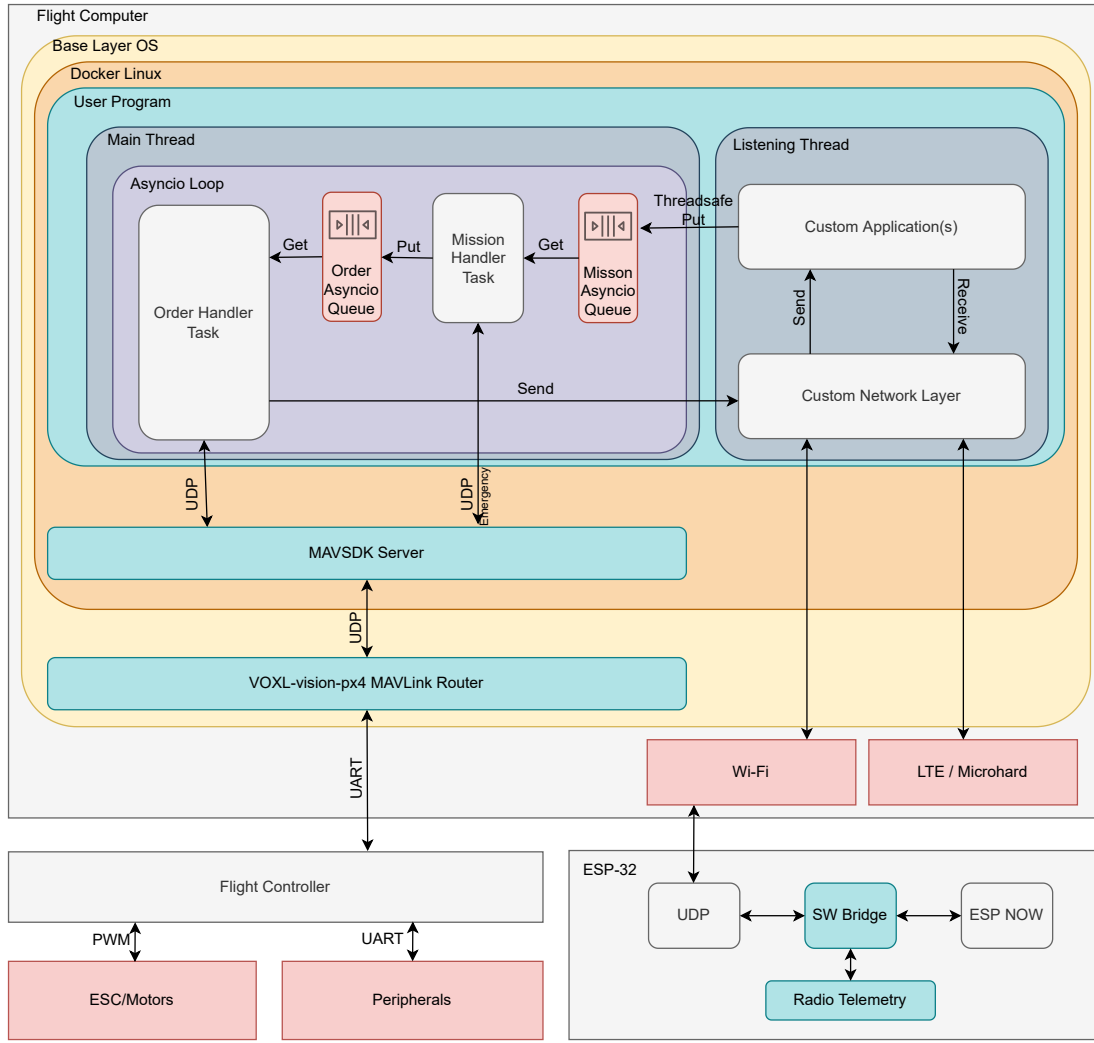 Flight Computer
Base Layer OS
Docker Linux
User Program
Main Thread
Listening Thread
Asyncio Loop
Order Handler
Task
Get
Order
Asyncio
Queue
Put
Mission
Handler
Task
Get
Misson
Asyncio
Queue
Threadsafe
Put
Custom Application(s)
Send
Receive
Custom Network Layer
Send
UDP
UDP
Emergency
MAVSDK Server
UDP
VOXL-vision-px4 MAVLink Router
UART
Wi-Fi
LTE / Microhard
Flight Controller
PWM
UART
ESC/Motors
Peripherals
ESP-32
UDP
SW Bridge
ESP NOW
Radio Telemetry